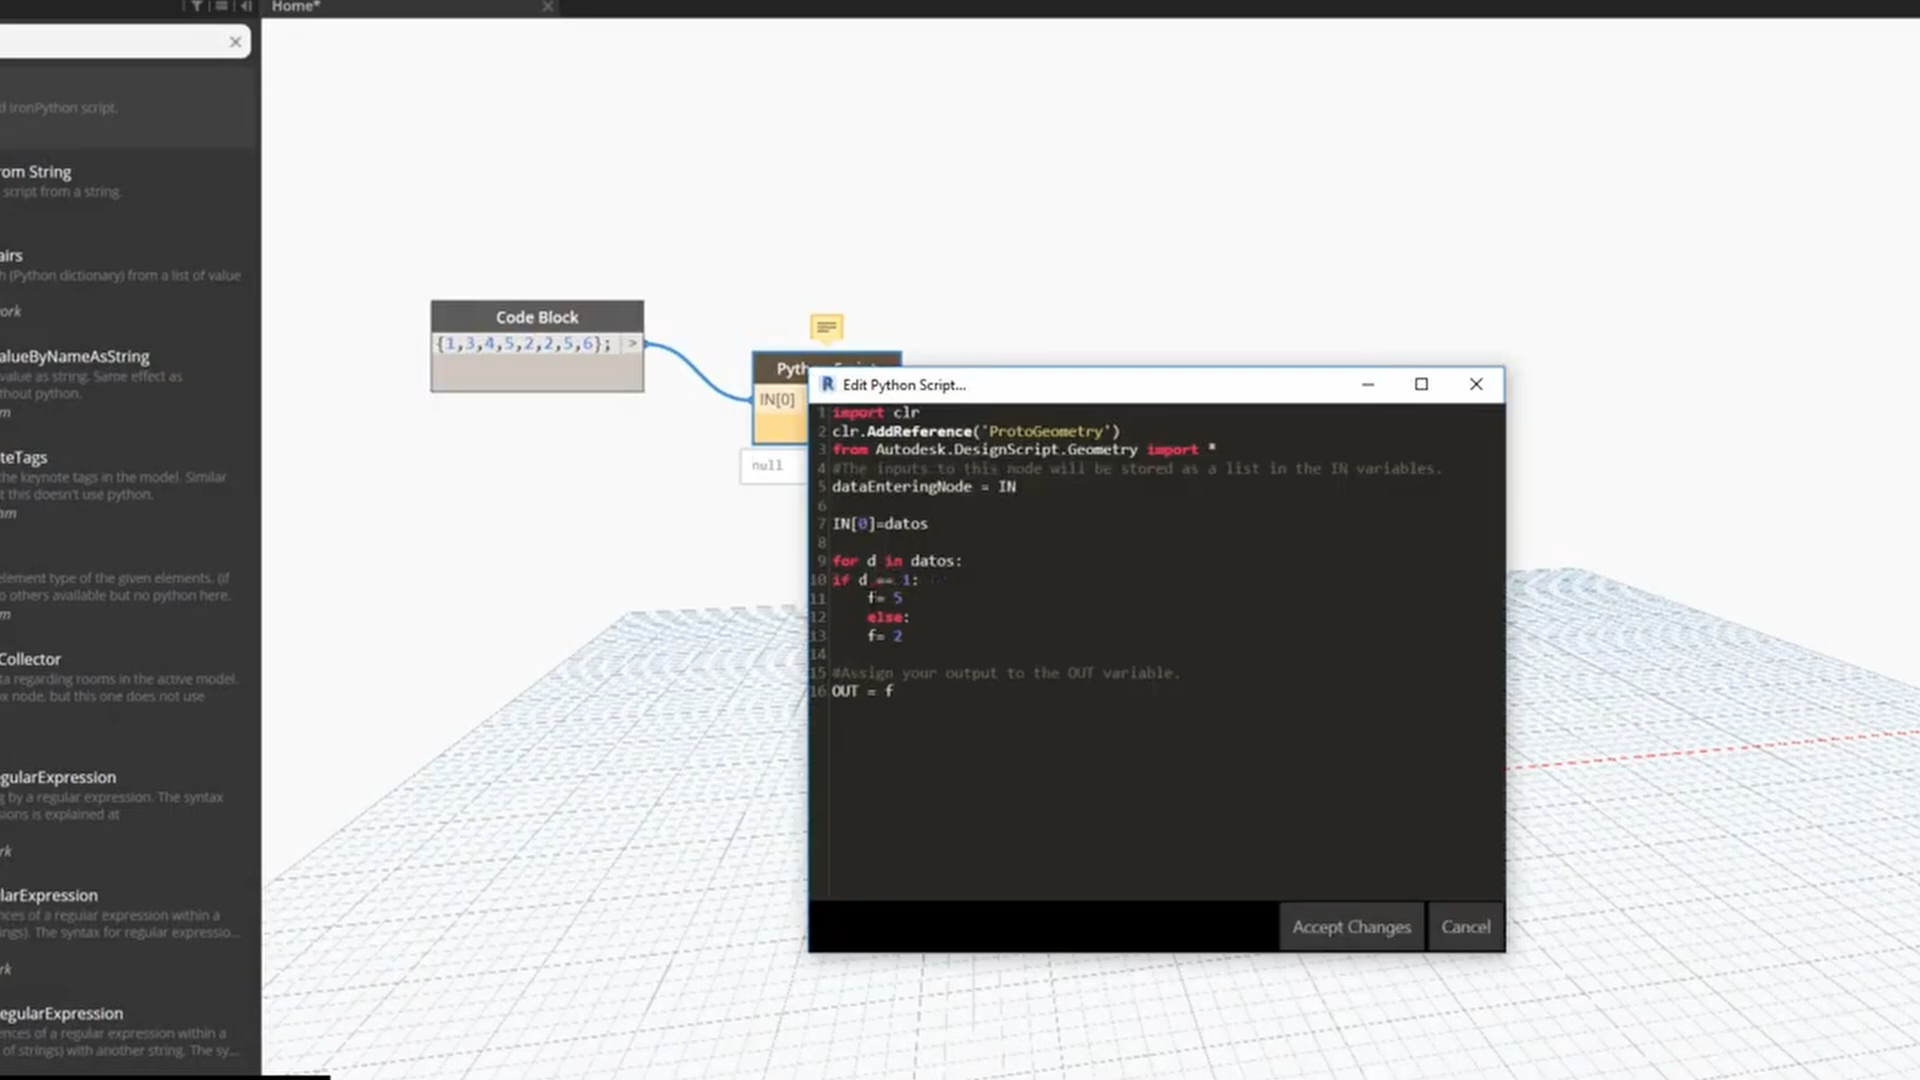 Home*
d IronPython script.
rom String
script from a string.
airs
h (Python dictionary) from a list of value
ork
alueByNameAsString
value as string. Same effect as
thout python.
m
teTags
the keynote tags in the model. Similar
t this doesn't use python.
hm
element type of the given elements. (if
o others available but no python here.
m
Collector
ta regarding rooms in the active model.
ox node, but this one does not use
egularExpression
g by a regular expression. The syntax
sions is explained at
rk
larExpression
nces of a regular expression within a
ings). The syntax for regular expressio...
rk
egularExpression
ences of a regular expression within a
of strings) with another string. The sy...
Code Block
{1,3,4,5,2,2,5,6}; >
IN[0]
null
R Edit Python Script...
1 import clr
2 clr.AddReference('ProtoGeometry')
3 from Autodesk.DesignScript.Geometry import *
4 #The inputs to this node will be stored as a list in the IN variables.
5 dataEnteringNode = IN
6
7 IN[0]=datos
8
9 for d in datos:
10 if d == 1:
11 f= 5
12 else:
13 f= 2
14
15 #Assign your output to the OUT variable.
16 OUT = f
Accept Changes
Cancel